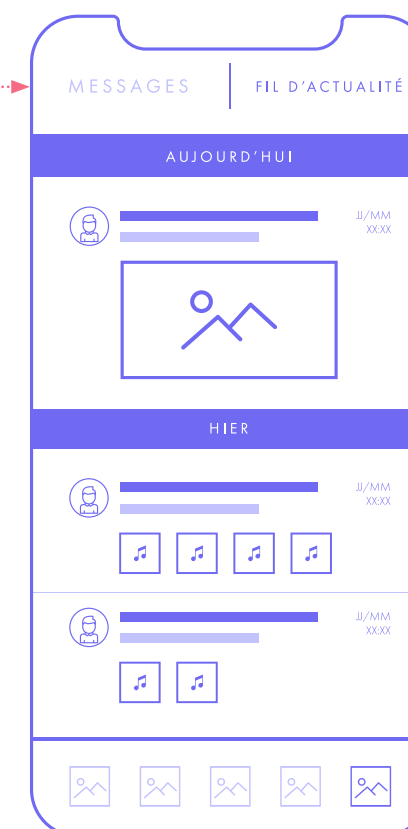 MESSAGES
FIL D'ACTUALITÉ
AUJOURD'HUI
JJ/MM
XX:XX
HIER
JJ/MM
XX:XX
JJ/MM
XX:XX